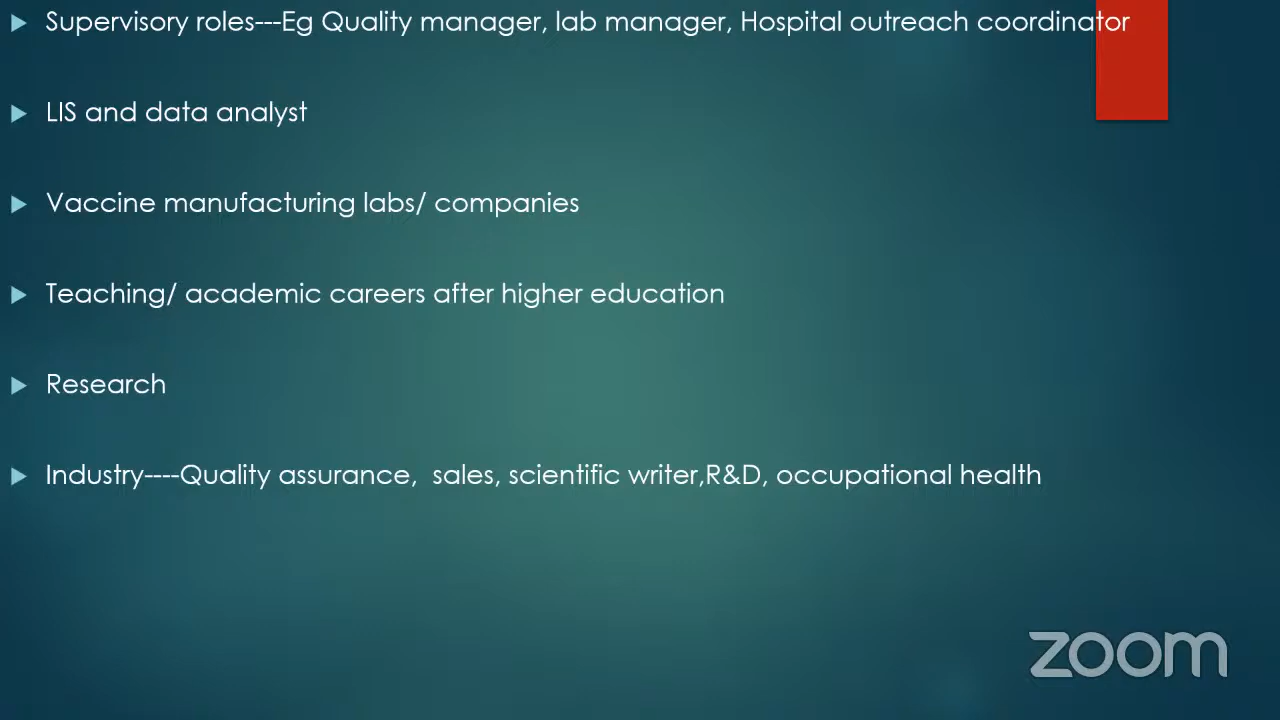 Supervisory roles---Eg Quality manager, lab manager, Hospital outreach coordinator
LIS and data analyst
Vaccine manufacturing labs/ companies
Teaching/ academic careers after higher education
Research
Industry----Quality assurance,  sales, scientific writer,R&D, occupational health
zoom